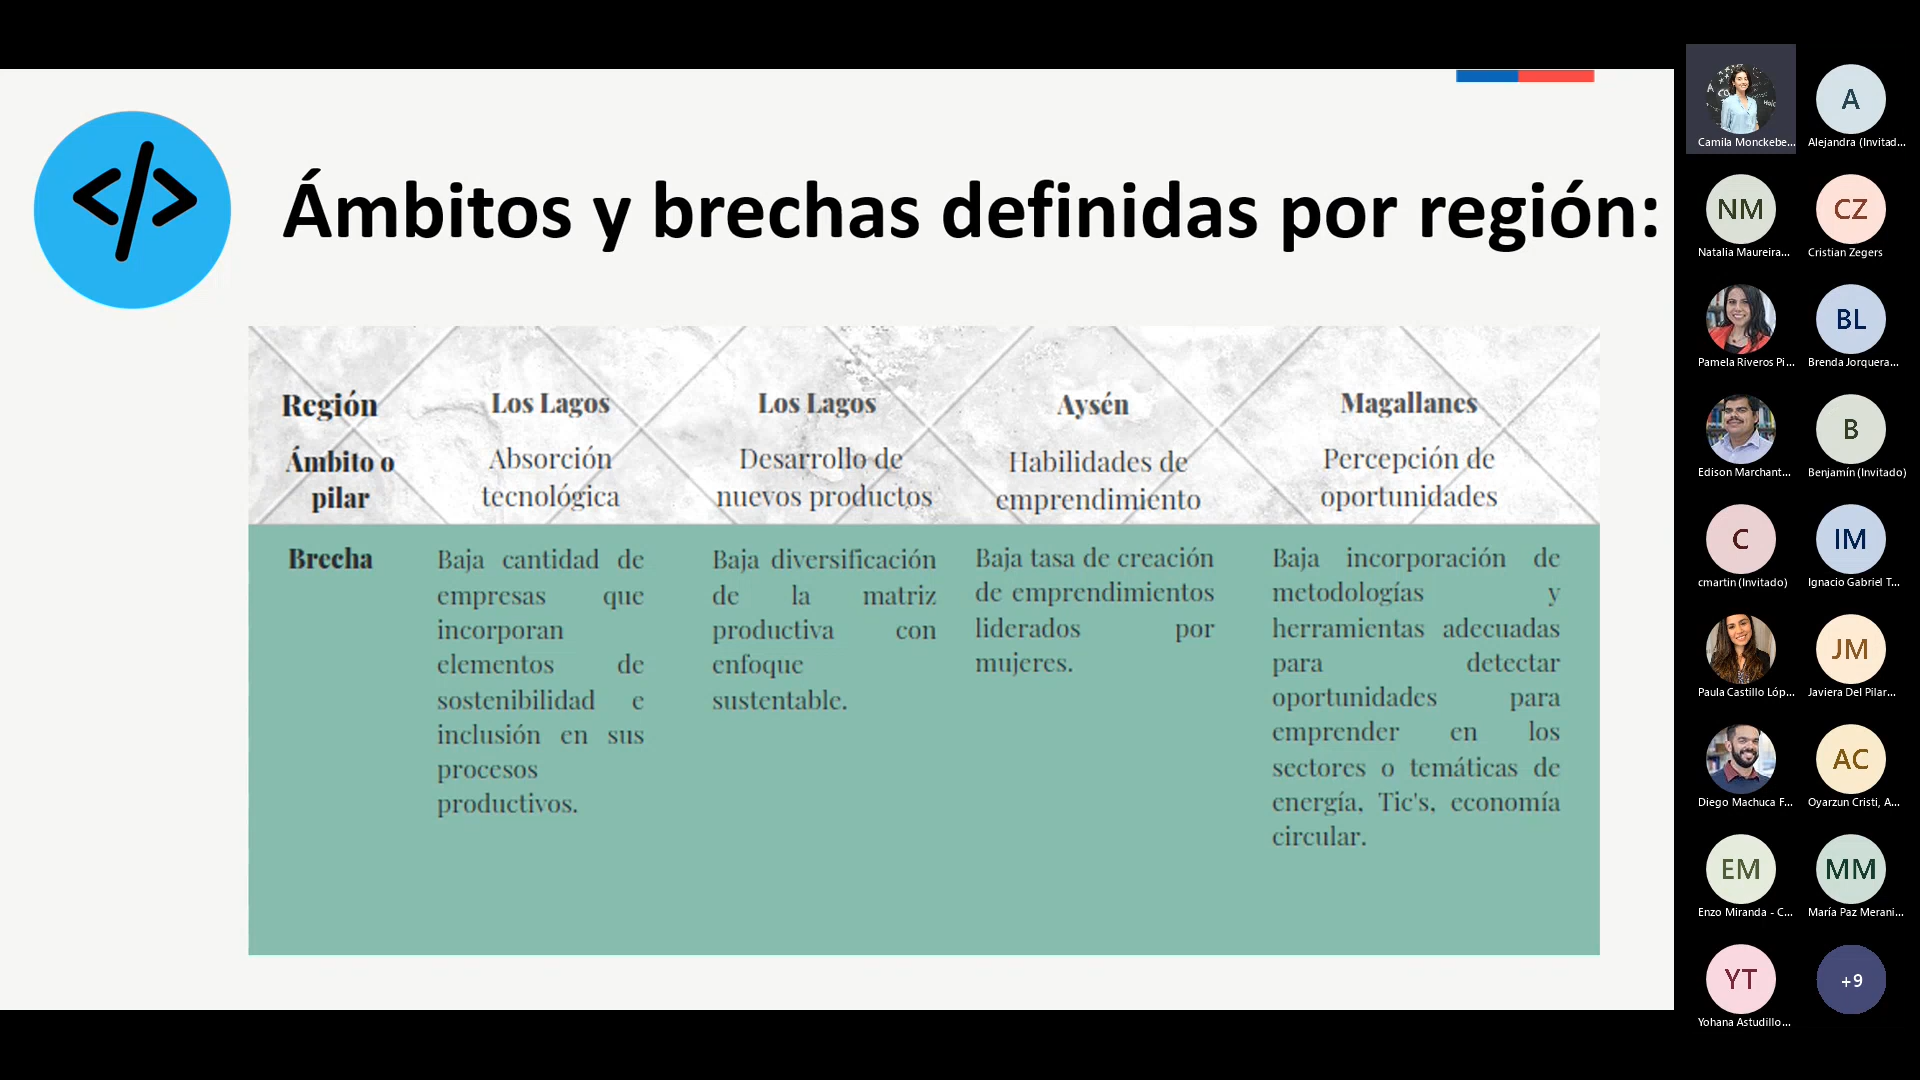 </>
Ámbitos y brechas definidas por región:
Región
Los Lagos
Los Lagos
Aysén
Magallanes
Ámbito o
pilar
Absorción
tecnológica
Desarrollo de
nuevos productos
Habilidades de
emprendimiento
Percepción de
oportunidades
Brecha
Baja cantidad de
empresas que
incorporan
elementos de
sostenibilidad e
inclusión en sus
procesos
productivos.
Baja diversificación
de la matriz
productiva con
enfoque
sustentable.
Baja tasa de creación
de emprendimientos
liderados por
mujeres.
Baja incorporación de
metodologías y
herramientas adecuadas
para detectar
oportunidades para
emprender en los
sectores o temáticas de
energía, Tic's, economía
circular.
Camila Monckebe...
A
Alejandra (Invitad...
NM
Natalia Maureira...
CZ
Cristian Zegers
Pamela Riveros Pi...
BL
Brenda Jorquera...
Edison Marchant...
B
Benjamín (Invitado)
C
cmartin (Invitado)
IM
Ignacio Gabriel T...
Paula Castillo Lóp...
JM
Javiera Del Pilar...
Diego Machuca F...
AC
Oyarzun Cristi, A...
EM
Enzo Miranda - C...
MM
María Paz Merani...
YT
Yohana Astudillo...
+9